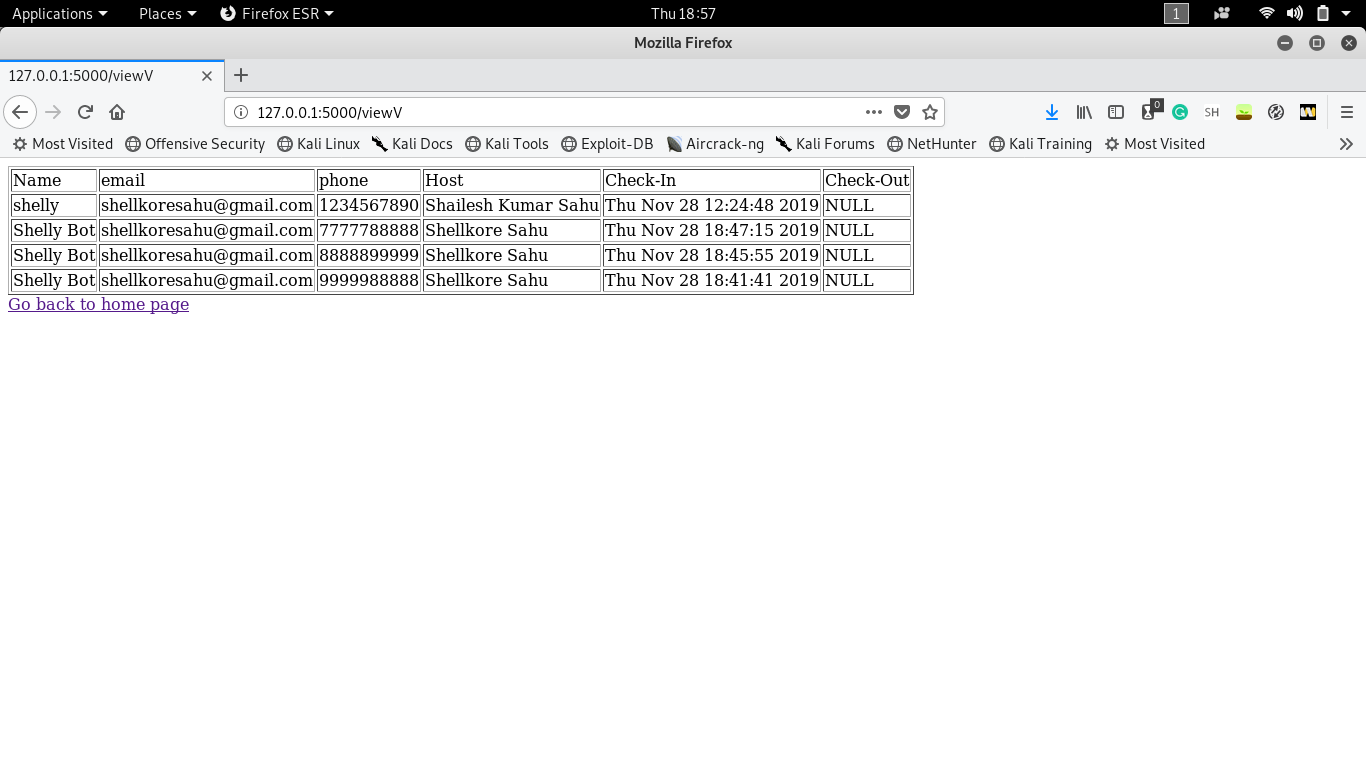 Applications Places Firefox ESR Thu 18:57 1
Mozilla Firefox
127.0.0.1:5000/viewV
127.0.0.1:5000/viewV 0 SH
Most Visited Offensive Security Kali Linux Kali Docs Kali Tools Exploit-DB Aircrack-ng Kali Forums NetHunter Kali Training Most Visited
Name email phone Host Check-In Check-Out
shelly shellkoresahu@gmail.com 1234567890 Shailesh Kumar Sahu Thu Nov 28 12:24:48 2019 NULL
Shelly Bot shellkoresahu@gmail.com 7777788888 Shellkore Sahu Thu Nov 28 18:47:15 2019 NULL
Shelly Bot shellkoresahu@gmail.com 8888899999 Shellkore Sahu Thu Nov 28 18:45:55 2019 NULL
Shelly Bot shellkoresahu@gmail.com 9999988888 Shellkore Sahu Thu Nov 28 18:41:41 2019 NULL
Go back to home page